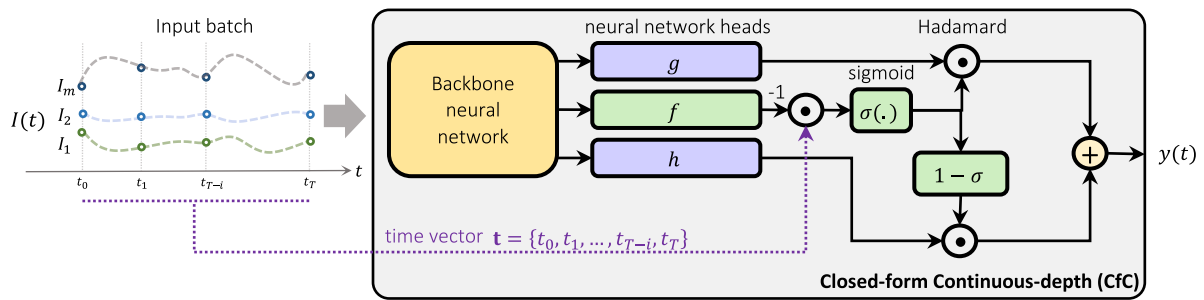 Input batch
I_m
I_2
I_1
I(t)
t_0 t_1 t_{T-i} t_T t
Backbone
neural
network
neural network heads
g
f
h
-1
sigmoid
σ(.)
Hadamard
1 − σ
+
y(t)
time vector 𝐭 = {t_0, t_1, ..., t_{T-i}, t_T}
Closed-form Continuous-depth (CfC)